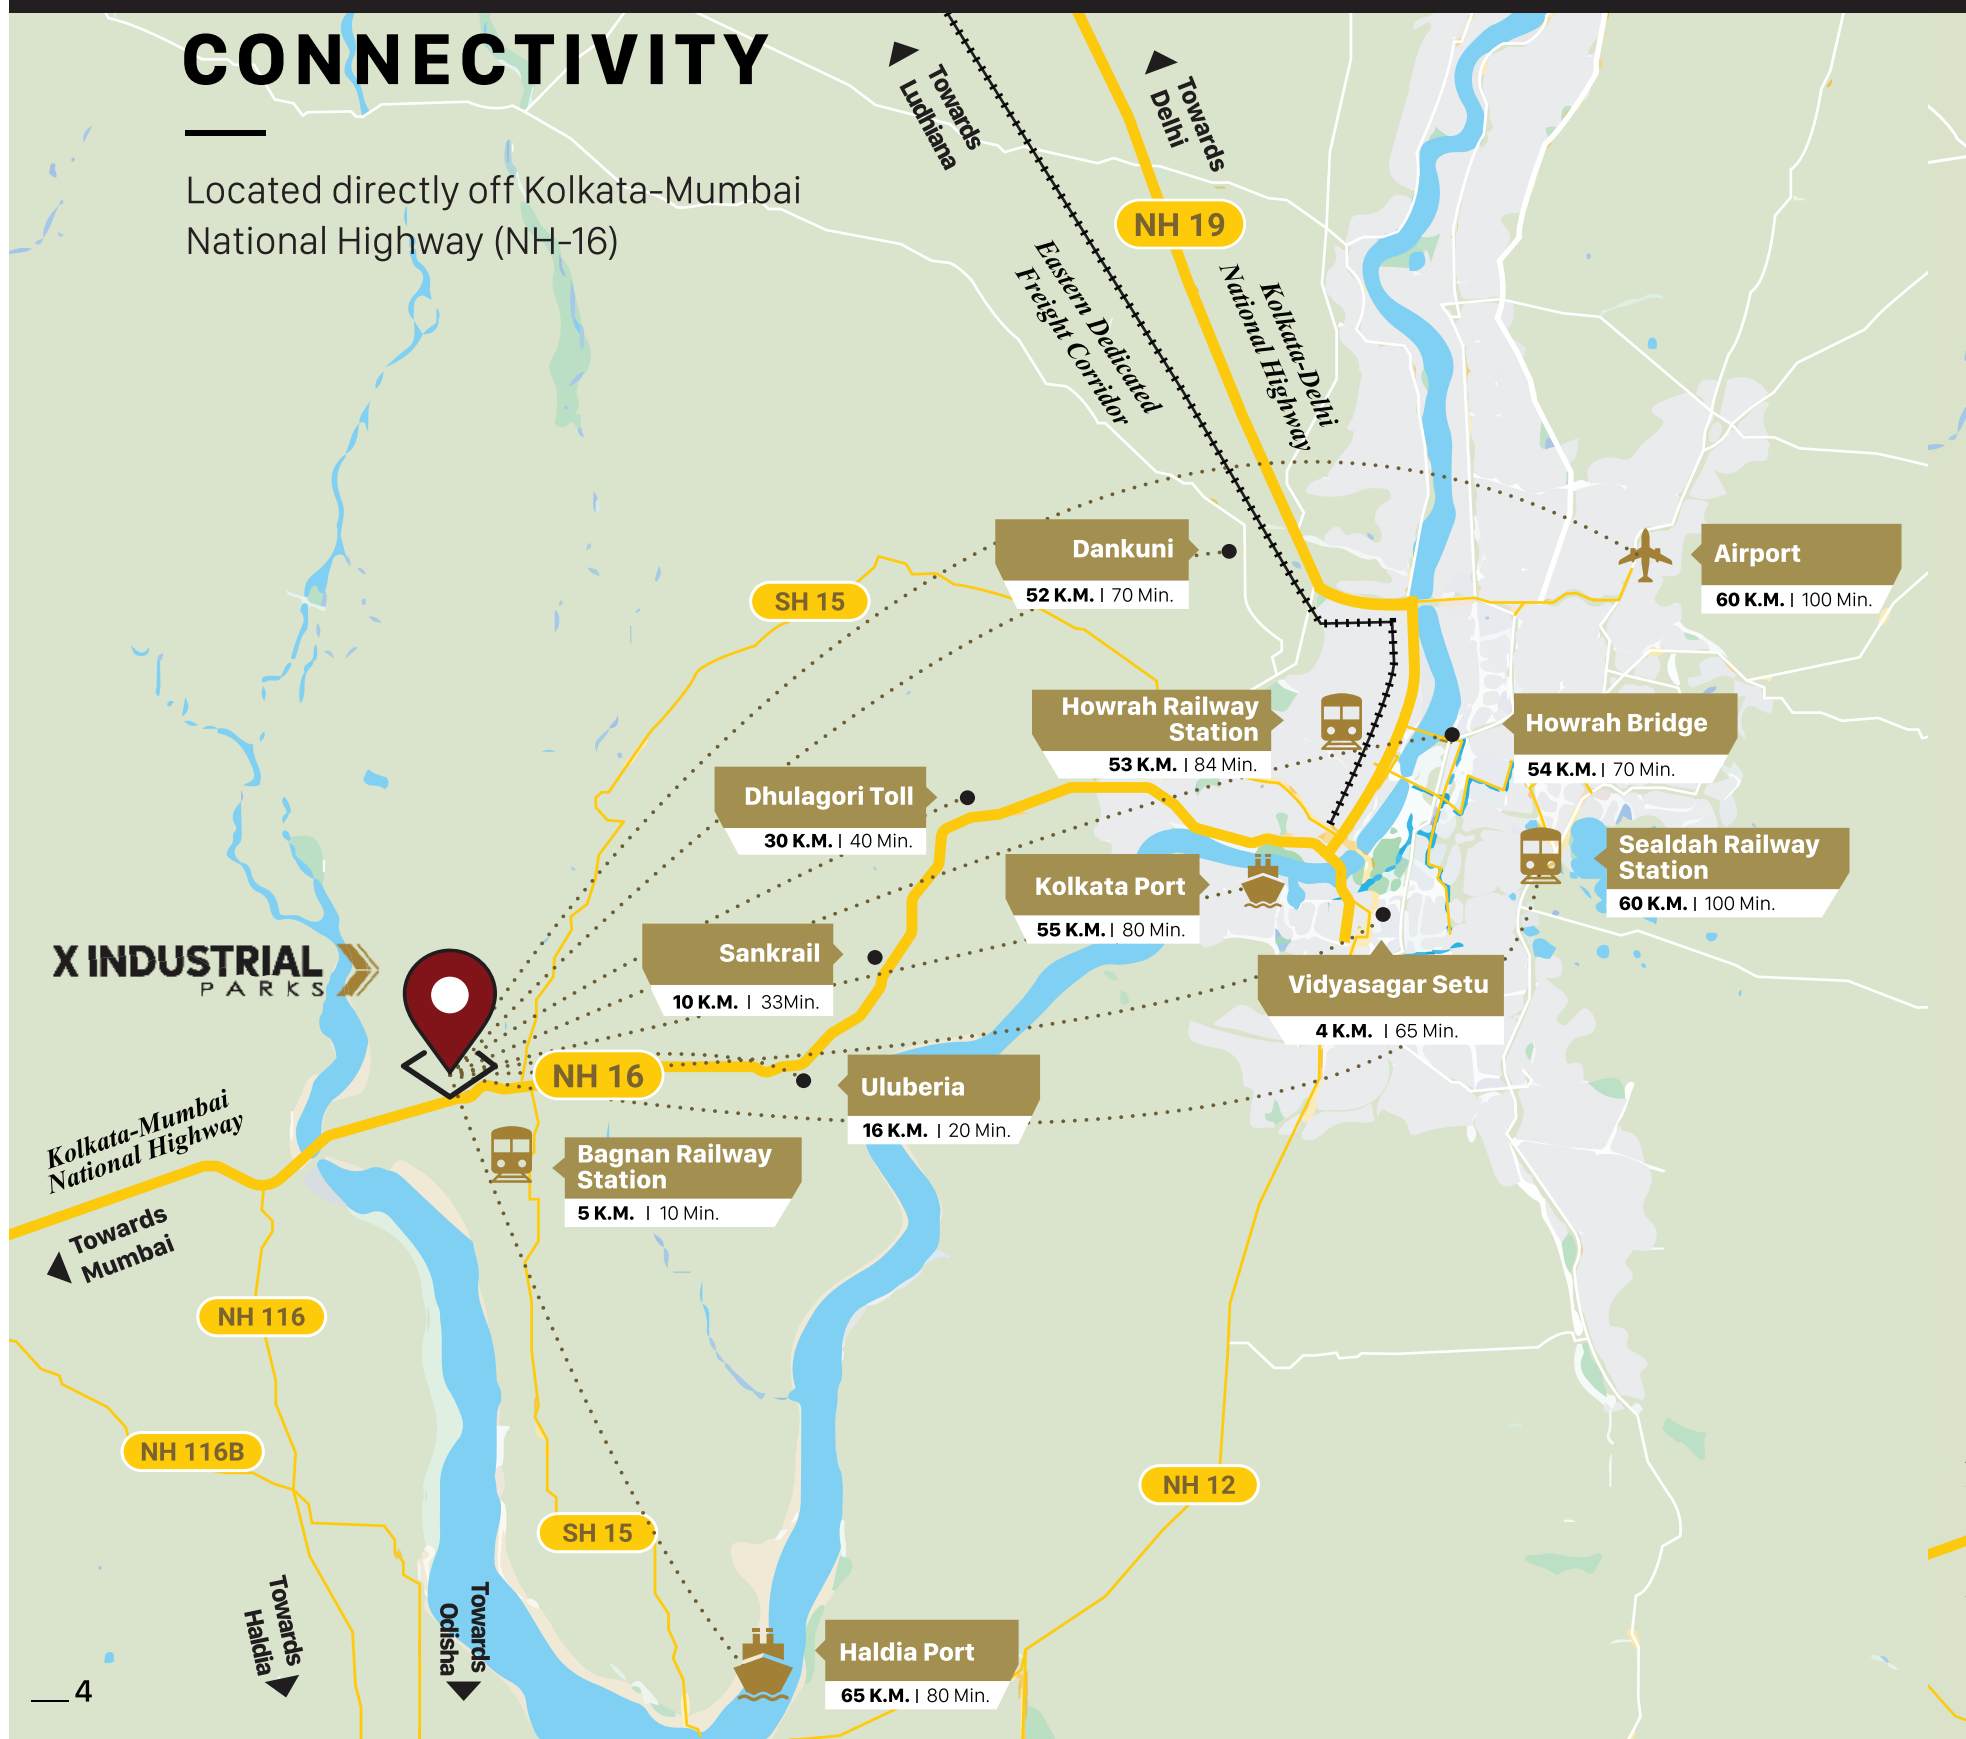 CONNECTIVITY
Located directly off Kolkata-Mumbai
National Highway (NH-16)
Towards
Ludhiana
Towards
Delhi
NH 19
Eastern Dedicated
Freight Corridor
Kolkata-Delhi
National Highway
Dankuni
52 K.M. | 70 Min.
Airport
60 K.M. | 100 Min.
SH 15
Howrah Railway
Station
53 K.M. | 84 Min.
Howrah Bridge
54 K.M. | 70 Min.
Dhulagori Toll
30 K.M. | 40 Min.
Sealdah Railway
Station
60 K.M. | 100 Min.
Kolkata Port
55 K.M. | 80 Min.
Sankrail
10 K.M. | 33Min.
X INDUSTRIAL
PARKS
Vidyasagar Setu
4 K.M. | 65 Min.
NH 16
Uluberia
16 K.M. | 20 Min.
Kolkata-Mumbai
National Highway
Bagnan Railway
Station
5 K.M. | 10 Min.
Towards
Mumbai
NH 116
NH 116B
NH 12
SH 15
Towards
Haldia
Towards
Odisha
Haldia Port
65 K.M. | 80 Min.
4